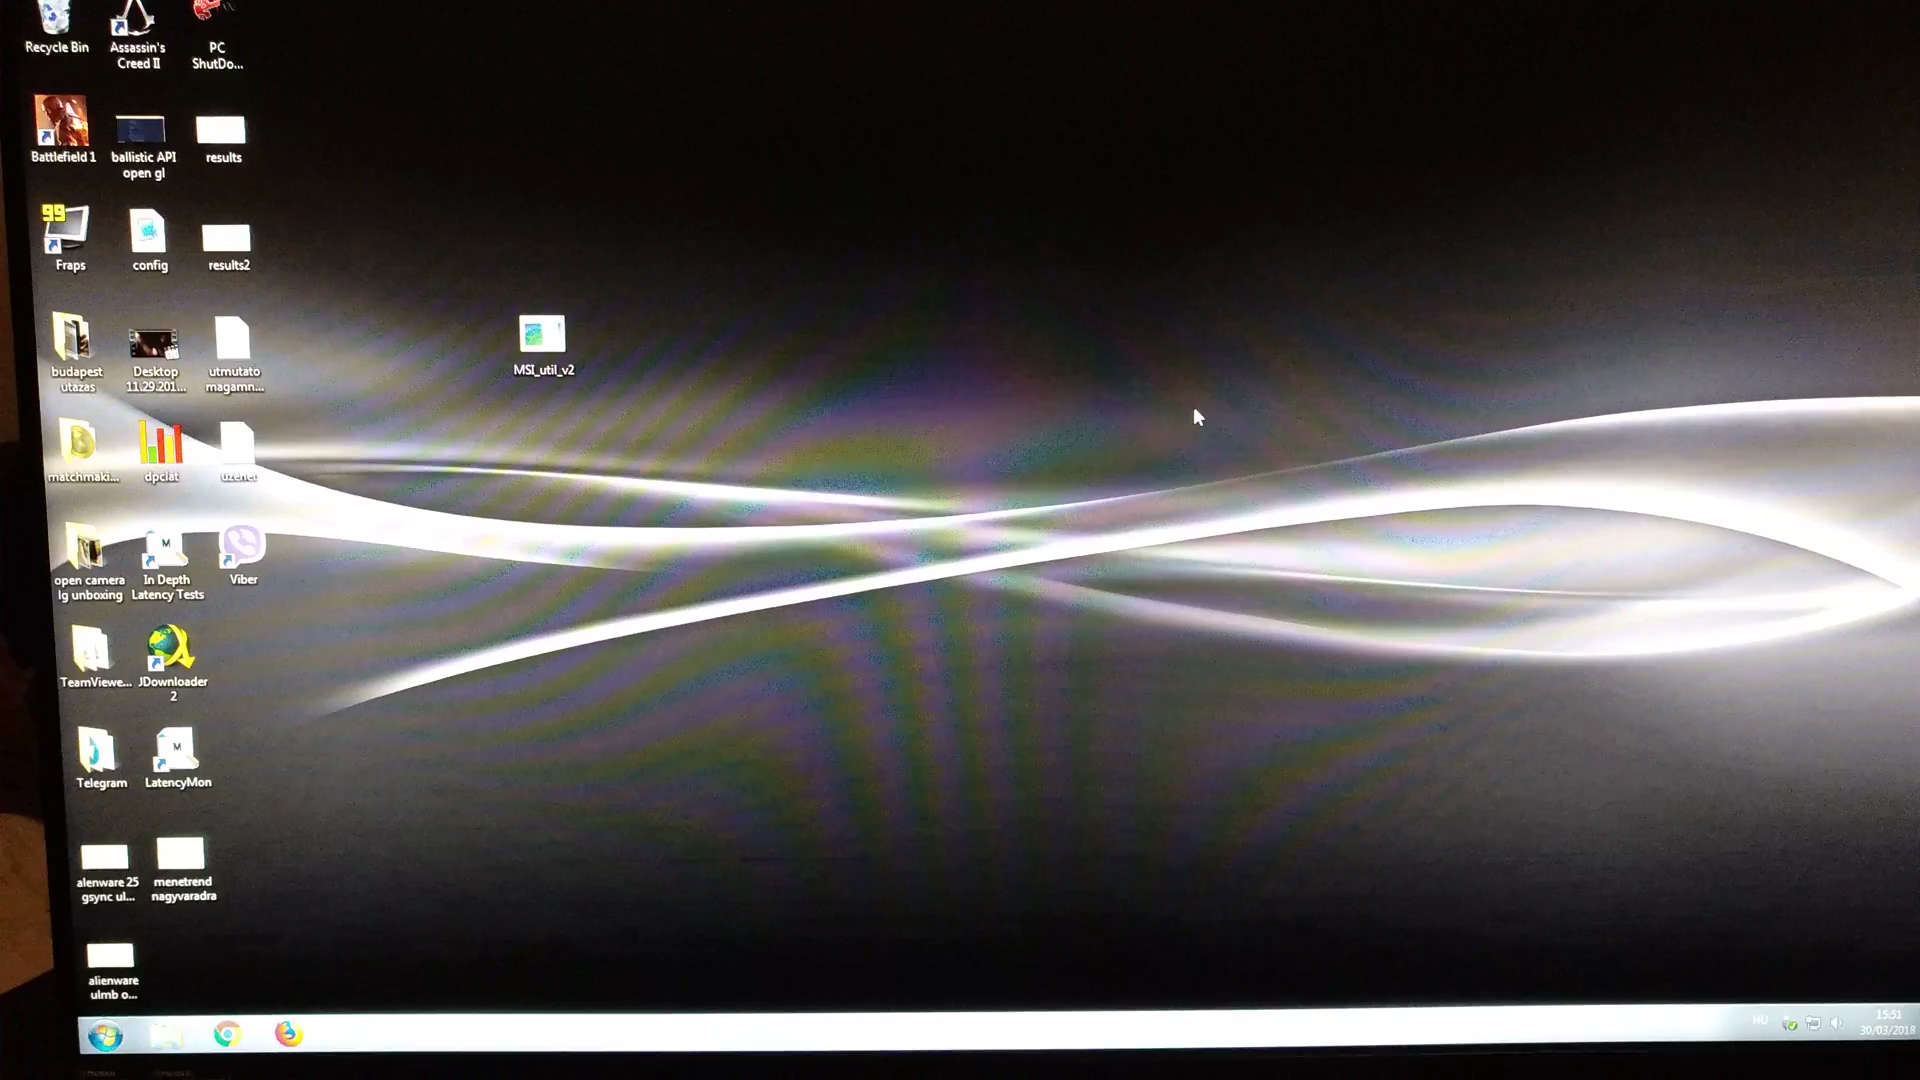 Recycle Bin
Assassin's
Creed II
PC
ShutDo...
Battlefield 1
ballistic API
open gl
results
99
Fraps
config
results2
budapest
utazas
Desktop
11.29.201...
utmutato
magamn...
MSI_util_v2
matchmaki...
dpclat
uzenet
open camera
lg unboxing
M
In Depth
Latency Tests
Viber
TeamViewe...
JDownloader
2
Telegram
M
LatencyMon
alenware 25
gsync ul...
menetrend
nagyvaradra
alienware
ulmb o...
HU
15:51
30/03/2018